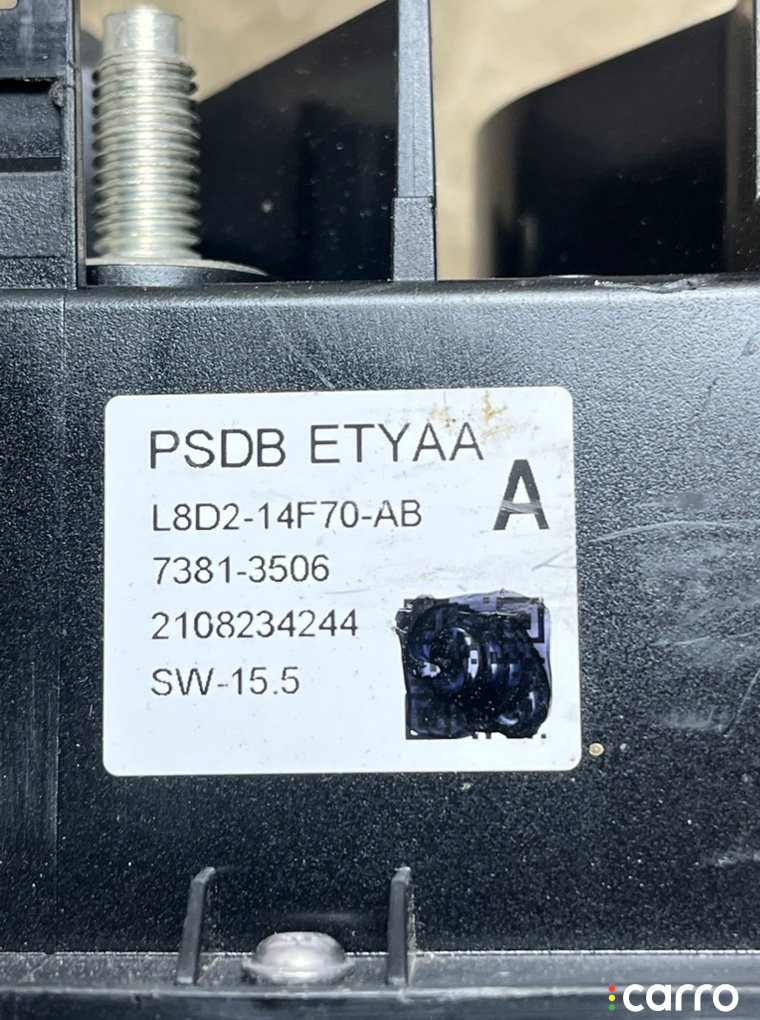 PSDB ETYAA
A
L8D2-14F70-AB
7381-3506
2108234244
SW-15.5
carro